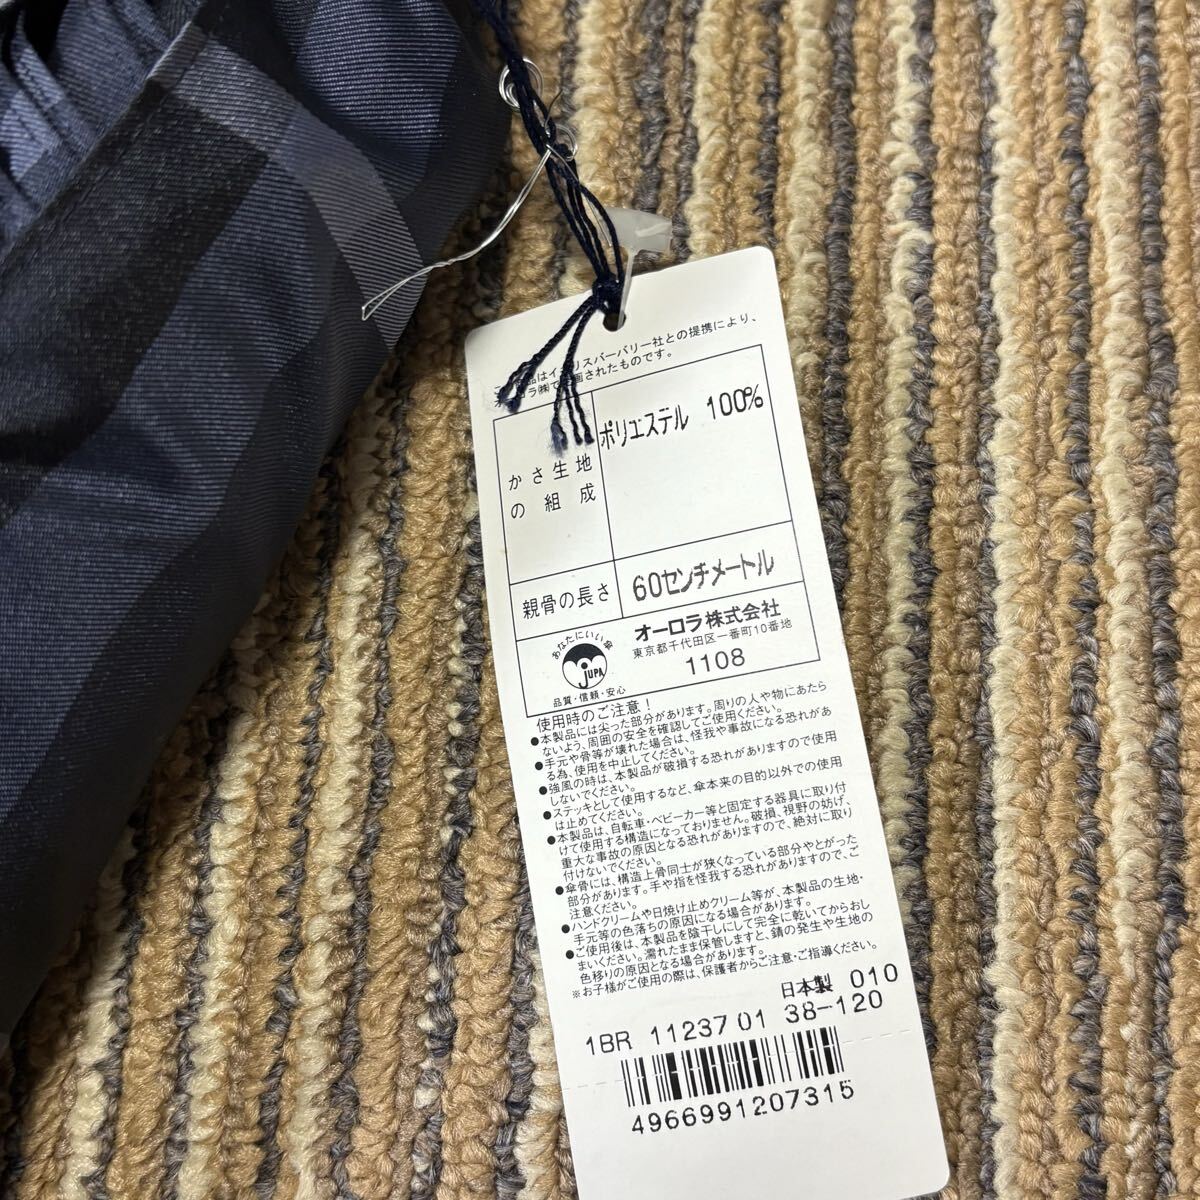 品はイギリスバーバリー社との提携により、
オーロラ㈱で企画されたものです。
かさ生地
の組成
ポリエステル 100%
親骨の長さ
60センチメートル
あなたにいい傘
JUPA
品質・信頼・安心
オーロラ株式会社
東京都千代田区一番町10番地
1108
使用時のご注意！
●本製品には尖った部分があります。周りの人や物にあたら
ないよう、周囲の安全を確認してご使用ください。
●手元や骨等が壊れた場合は、怪我や事故になる恐れがあ
る為、使用を中止してください。
●強風の時は、本製品が破損する恐れがありますので使用
しないでください。
●ステッキとして使用するなど、傘本来の目的以外での使用
は止めてください。
●本製品は、自転車・ベビーカー等と固定する器具に取り付
けて使用する構造になっておりません。破損、視野の妨げ、
重大な事故の原因となる恐れがありますので、絶対に取り
付けないでください。
●傘骨には、構造上骨同士が狭くなっている部分やとがった
部分があります。手や指を怪我する恐れがありますので、ご
注意ください。
●ハンドクリームや日焼け止めクリーム等が、本製品の生地・
手元等の色落ちの原因になる場合があります。
●ご使用後は、本製品を陰干しにして完全に乾いてからおし
まいください。濡れたまま保管しますと、錆の発生や生地の
色移りの原因となる場合があります。
※お子様がご使用の際は、保護者からご注意・ご指導ください。
日本製 010
1BR 11237 01 38-120
4966991207315